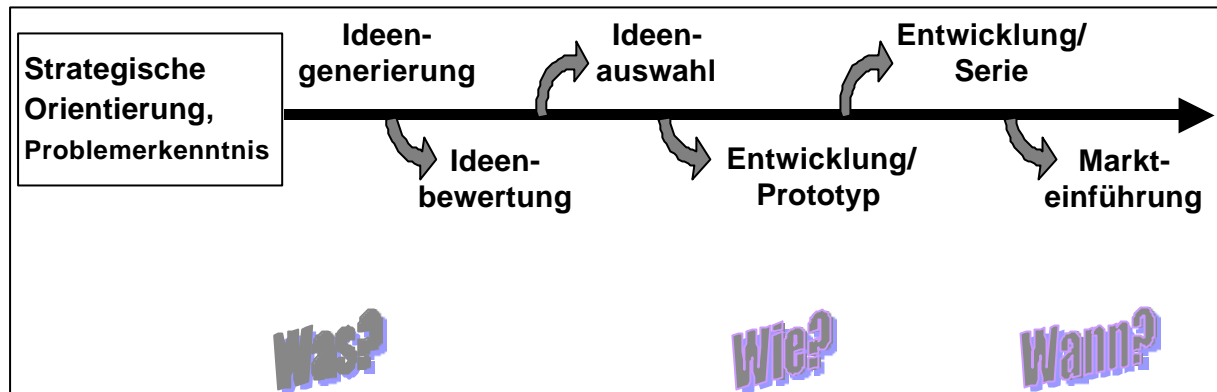 Strategische
Orientierung,
Problemerkenntnis
Ideen-
generierung
Ideen-
bewertung
Ideen-
auswahl
Entwicklung/
Prototyp
Entwicklung/
Serie
Markt-
einführung
Was?
Wie?
Wann?